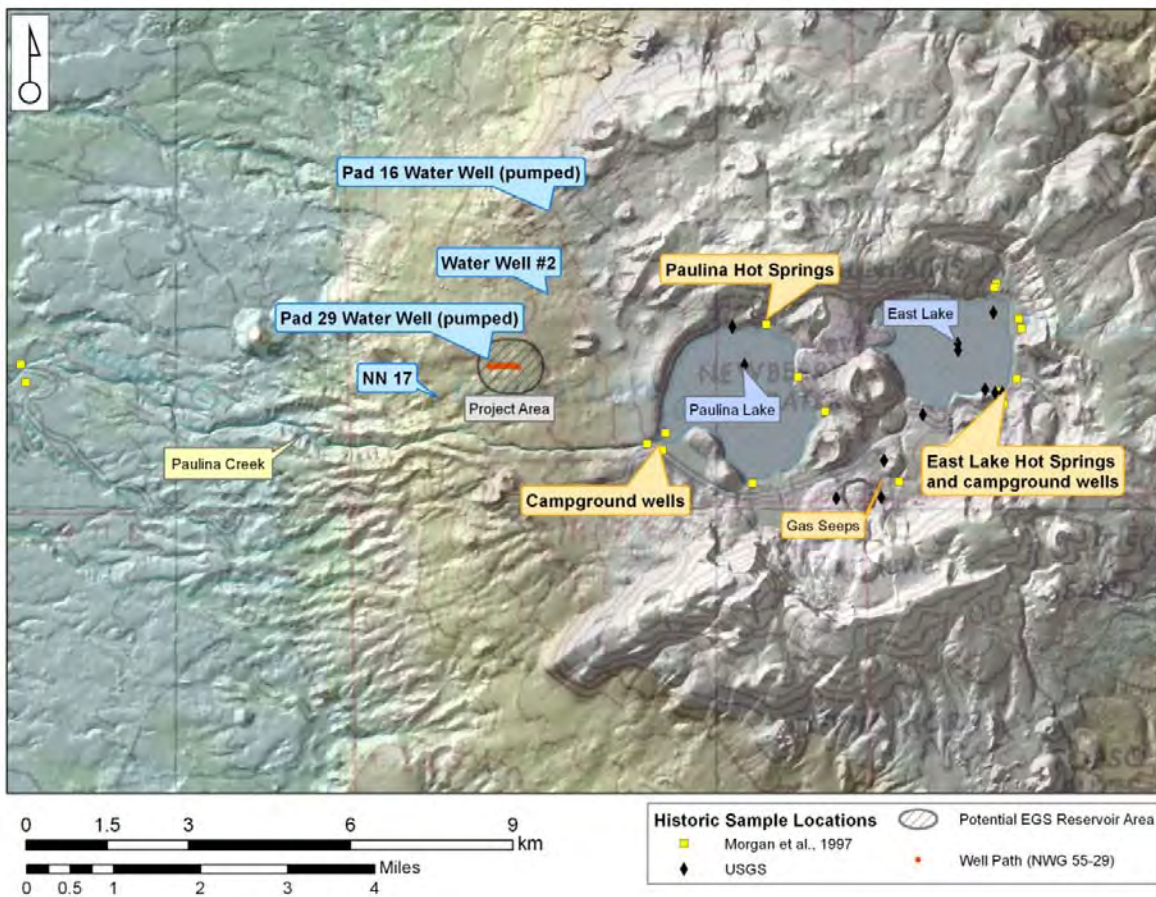 Pad 16 Water Well (pumped)
Water Well #2
Paulina Hot Springs
Pad 29 Water Well (pumped)
East Lake
NN 17
Project Area
Paulina Lake
Paulina Creek
Campground wells
East Lake Hot Springs
and campground wells
Gas Seeps
0 1.5 3 6 9
km
Miles
0 0.5 1 2 3 4
Historic Sample Locations
Morgan et al., 1997
USGS
Potential EGS Reservoir Area
Well Path (NWG 55-29)